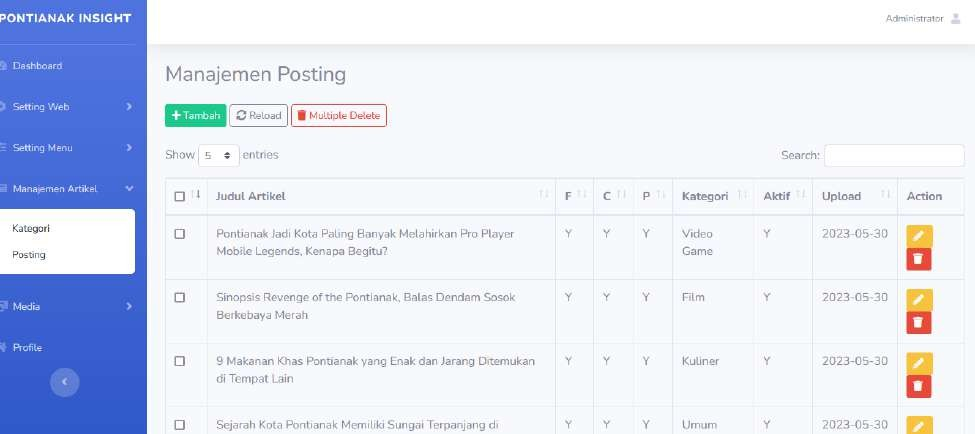 PONTIANAK INSIGHT
Administrator
Dashboard
Setting Web
Setting Menu
Manajemen Artikel
Kategori
Posting
Media
Profile
Manajemen Posting
Tambah Reload Multiple Delete
Show 5 entries
Search:
Judul Artikel F C P Kategori Aktif Upload Action
Pontianak Jadi Kota Paling Banyak Melahirkan Pro Player Y Y Y Video Y 2023-05-30
Mobile Legends, Kenapa Begitu? Game
Sinopsis Revenge of the Pontianak, Balas Dendam Sosok Y Y Y Film Y 2023-05-30
Berkebaya Merah
9 Makanan Khas Pontianak yang Enak dan Jarang Ditemukan Y Y Y Kuliner Y 2023-05-30
di Tempat Lain
Sejarah Kota Pontianak Memiliki Sungai Terpanjang di Y Y Y Umum Y 2023-05-30